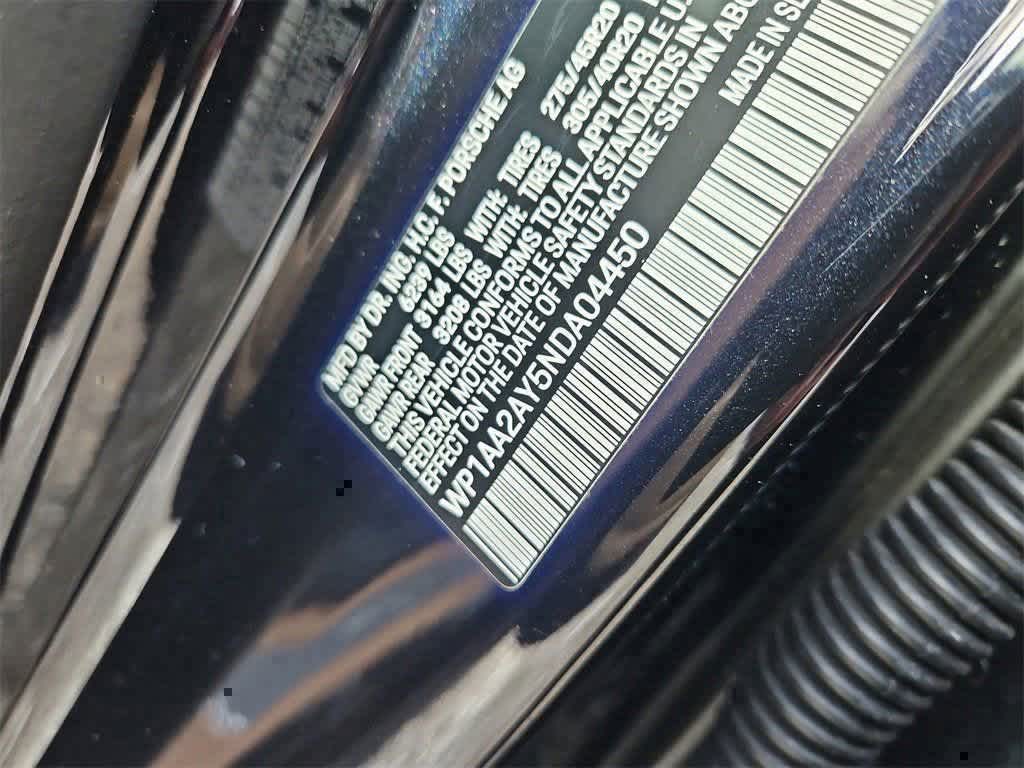 MFD BY DR. ING. H.C. F. PORSCHE AG
GVWR 6239 LBS
GAWR FRONT 3164 LBS WITH: TIRES 275/45R20
GAWR REAR 3208 LBS WITH: TIRES 305/40R20
THIS VEHICLE CONFORMS TO ALL APPLICABLE U.
FEDERAL MOTOR VEHICLE SAFETY STANDARDS IN
EFFECT ON THE DATE OF MANUFACTURE SHOWN ABO
MADE IN SL
WP1AA2AY5NDA04450